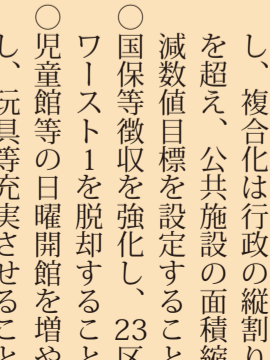 し、複合化は行政の縦割り
を超え、公共施設の面積縮
減数値目標を設定すること
○国保等徴収を強化し、23区
ワースト1を脱却すること
○児童館等の日曜開館を増や
し、玩具等充実させること